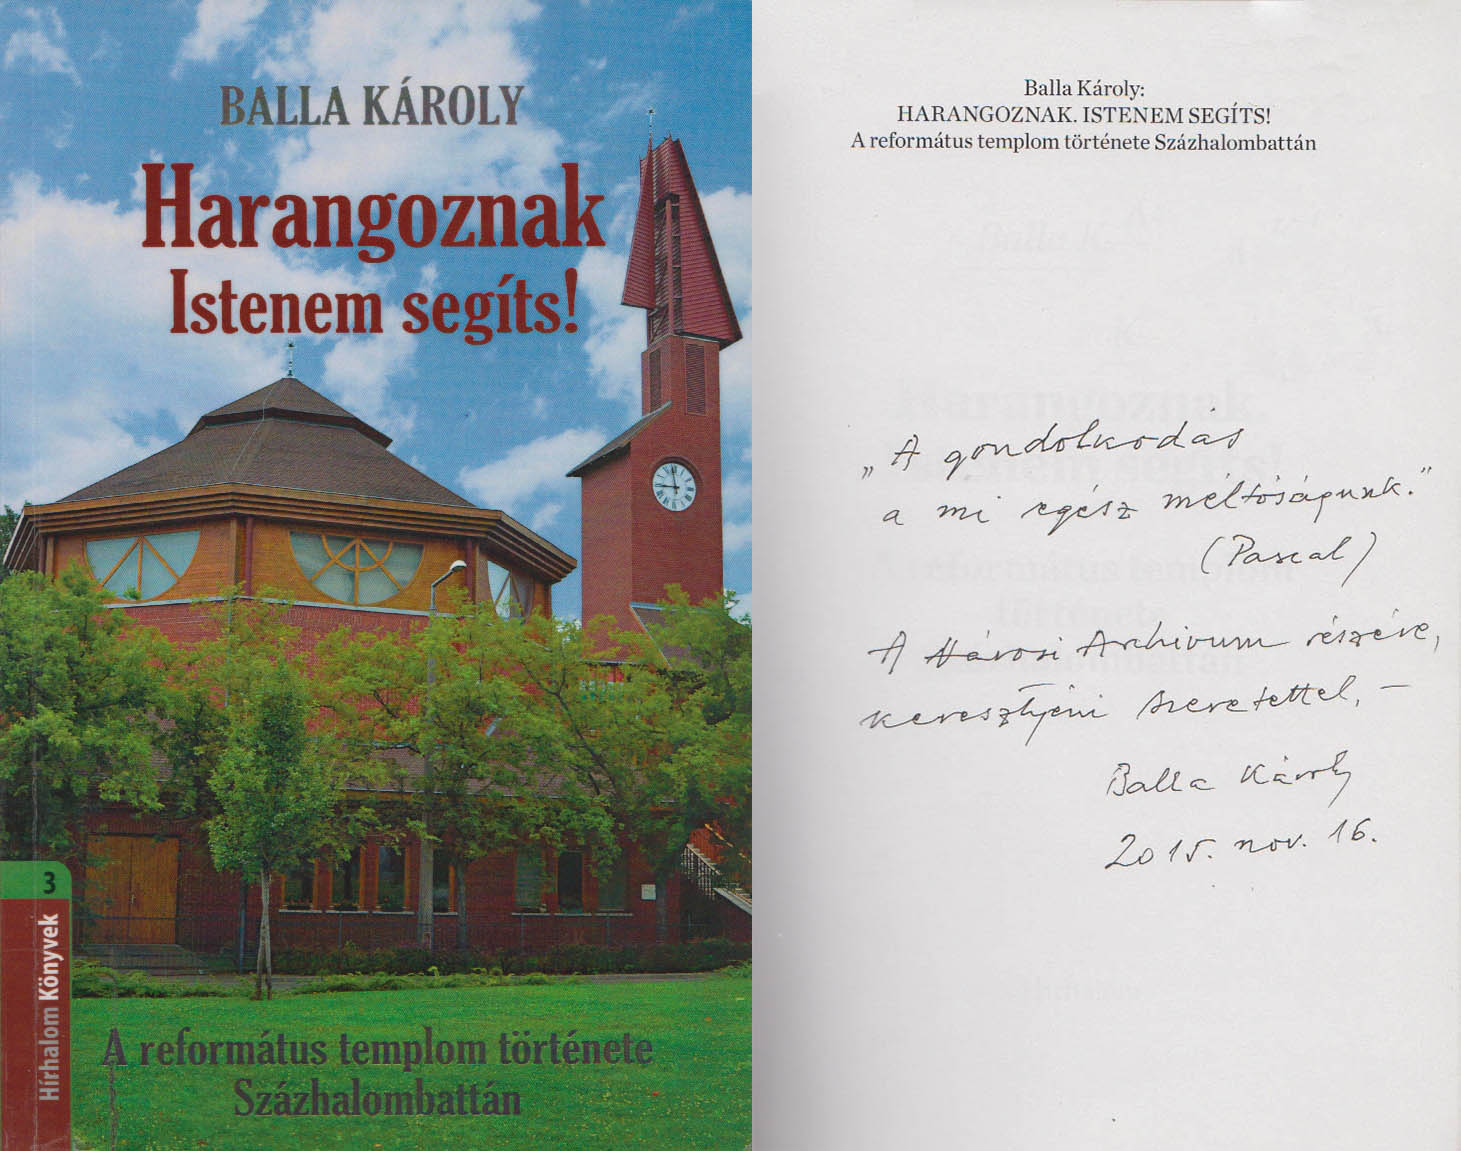 BALLA KÁROLY
Harangoznak
Istenem segíts!
3
Hírhalom Könyvek
A református templom története
Százhalombattán
Balla Károly:
HARANGOZNAK. ISTENEM SEGÍTS!
A református templom története Százhalombattán
„A gondolkodás
a mi egész méltóságunk.”
(Pascal)
A Városi Archivum részére,
keresztyéni szeretettel, –
Balla Károly
2015. nov. 16.